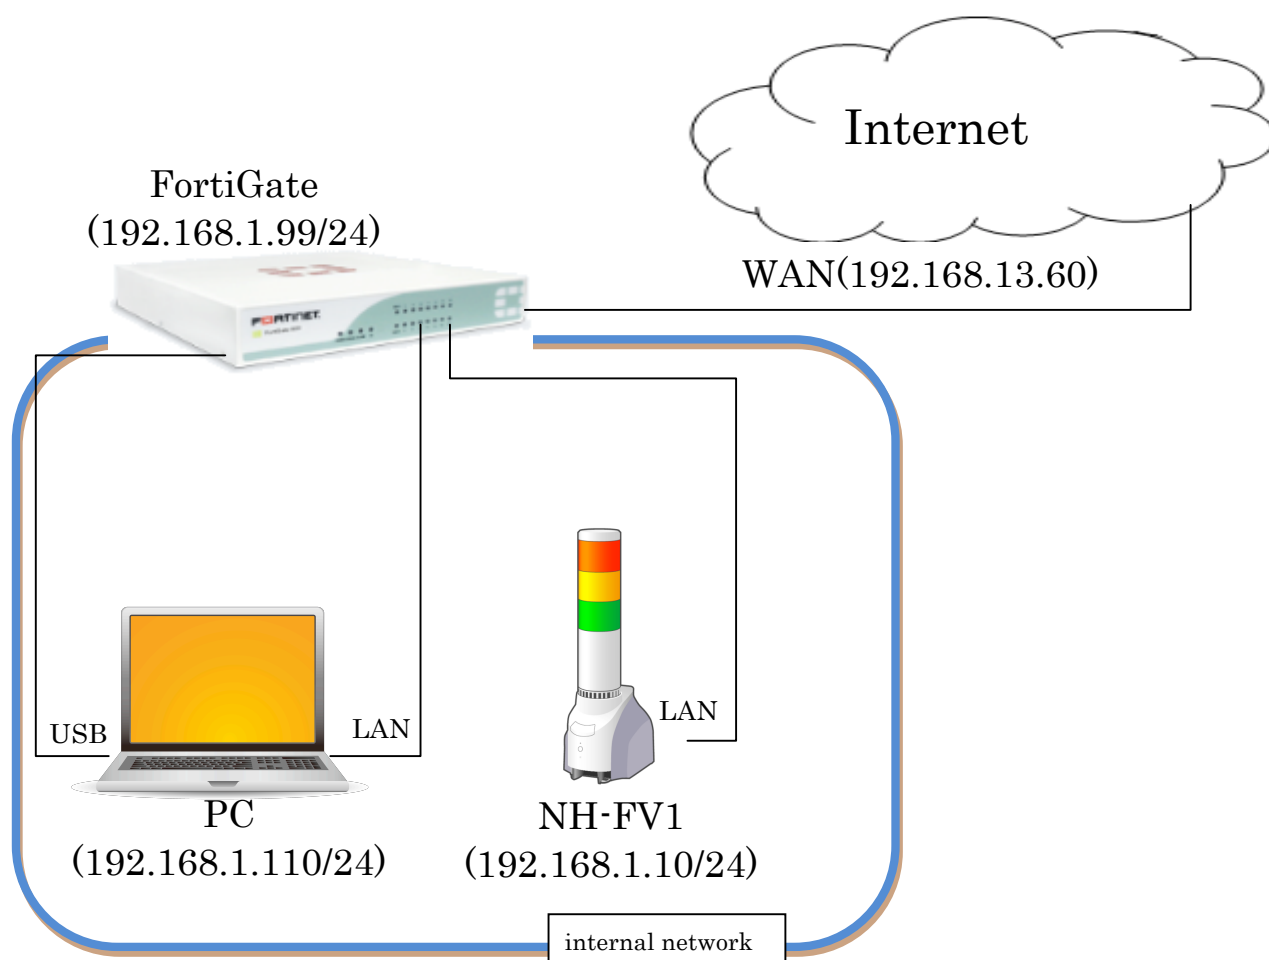 Internet
FortiGate
(192.168.1.99/24)
WAN(192.168.13.60)
FORTINET
USB
LAN
LAN
PC
(192.168.1.110/24)
NH-FV1
(192.168.1.10/24)
internal network